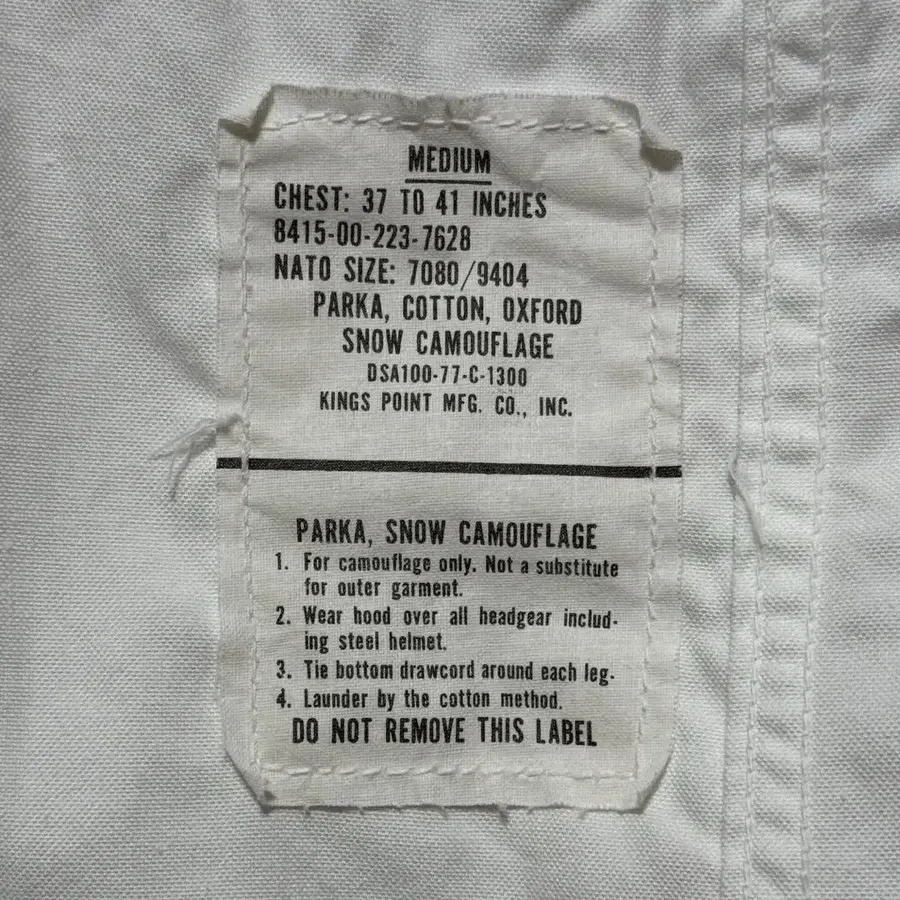 MEDIUM
CHEST: 37 TO 41 INCHES
8415-00-223-7628
NATO SIZE: 7080/9404
PARKA, COTTON, OXFORD
SNOW CAMOUFLAGE
DSA100-77-C-1300
KINGS POINT MFG. CO., INC.
PARKA, SNOW CAMOUFLAGE
1. For camouflage only. Not a substitute
for outer garment.
2. Wear hood over all headgear includ-
ing steel helmet.
3. Tie bottom drawcord around each leg.
4. Launder by the cotton method.
DO NOT REMOVE THIS LABEL